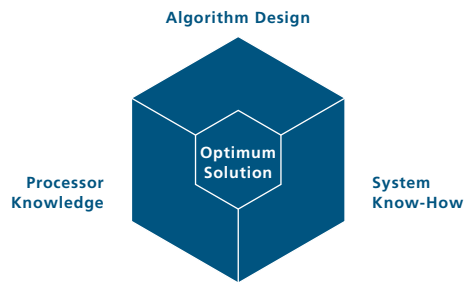 Algorithm Design
Optimum
Solution
Processor
Knowledge
System
Know-How